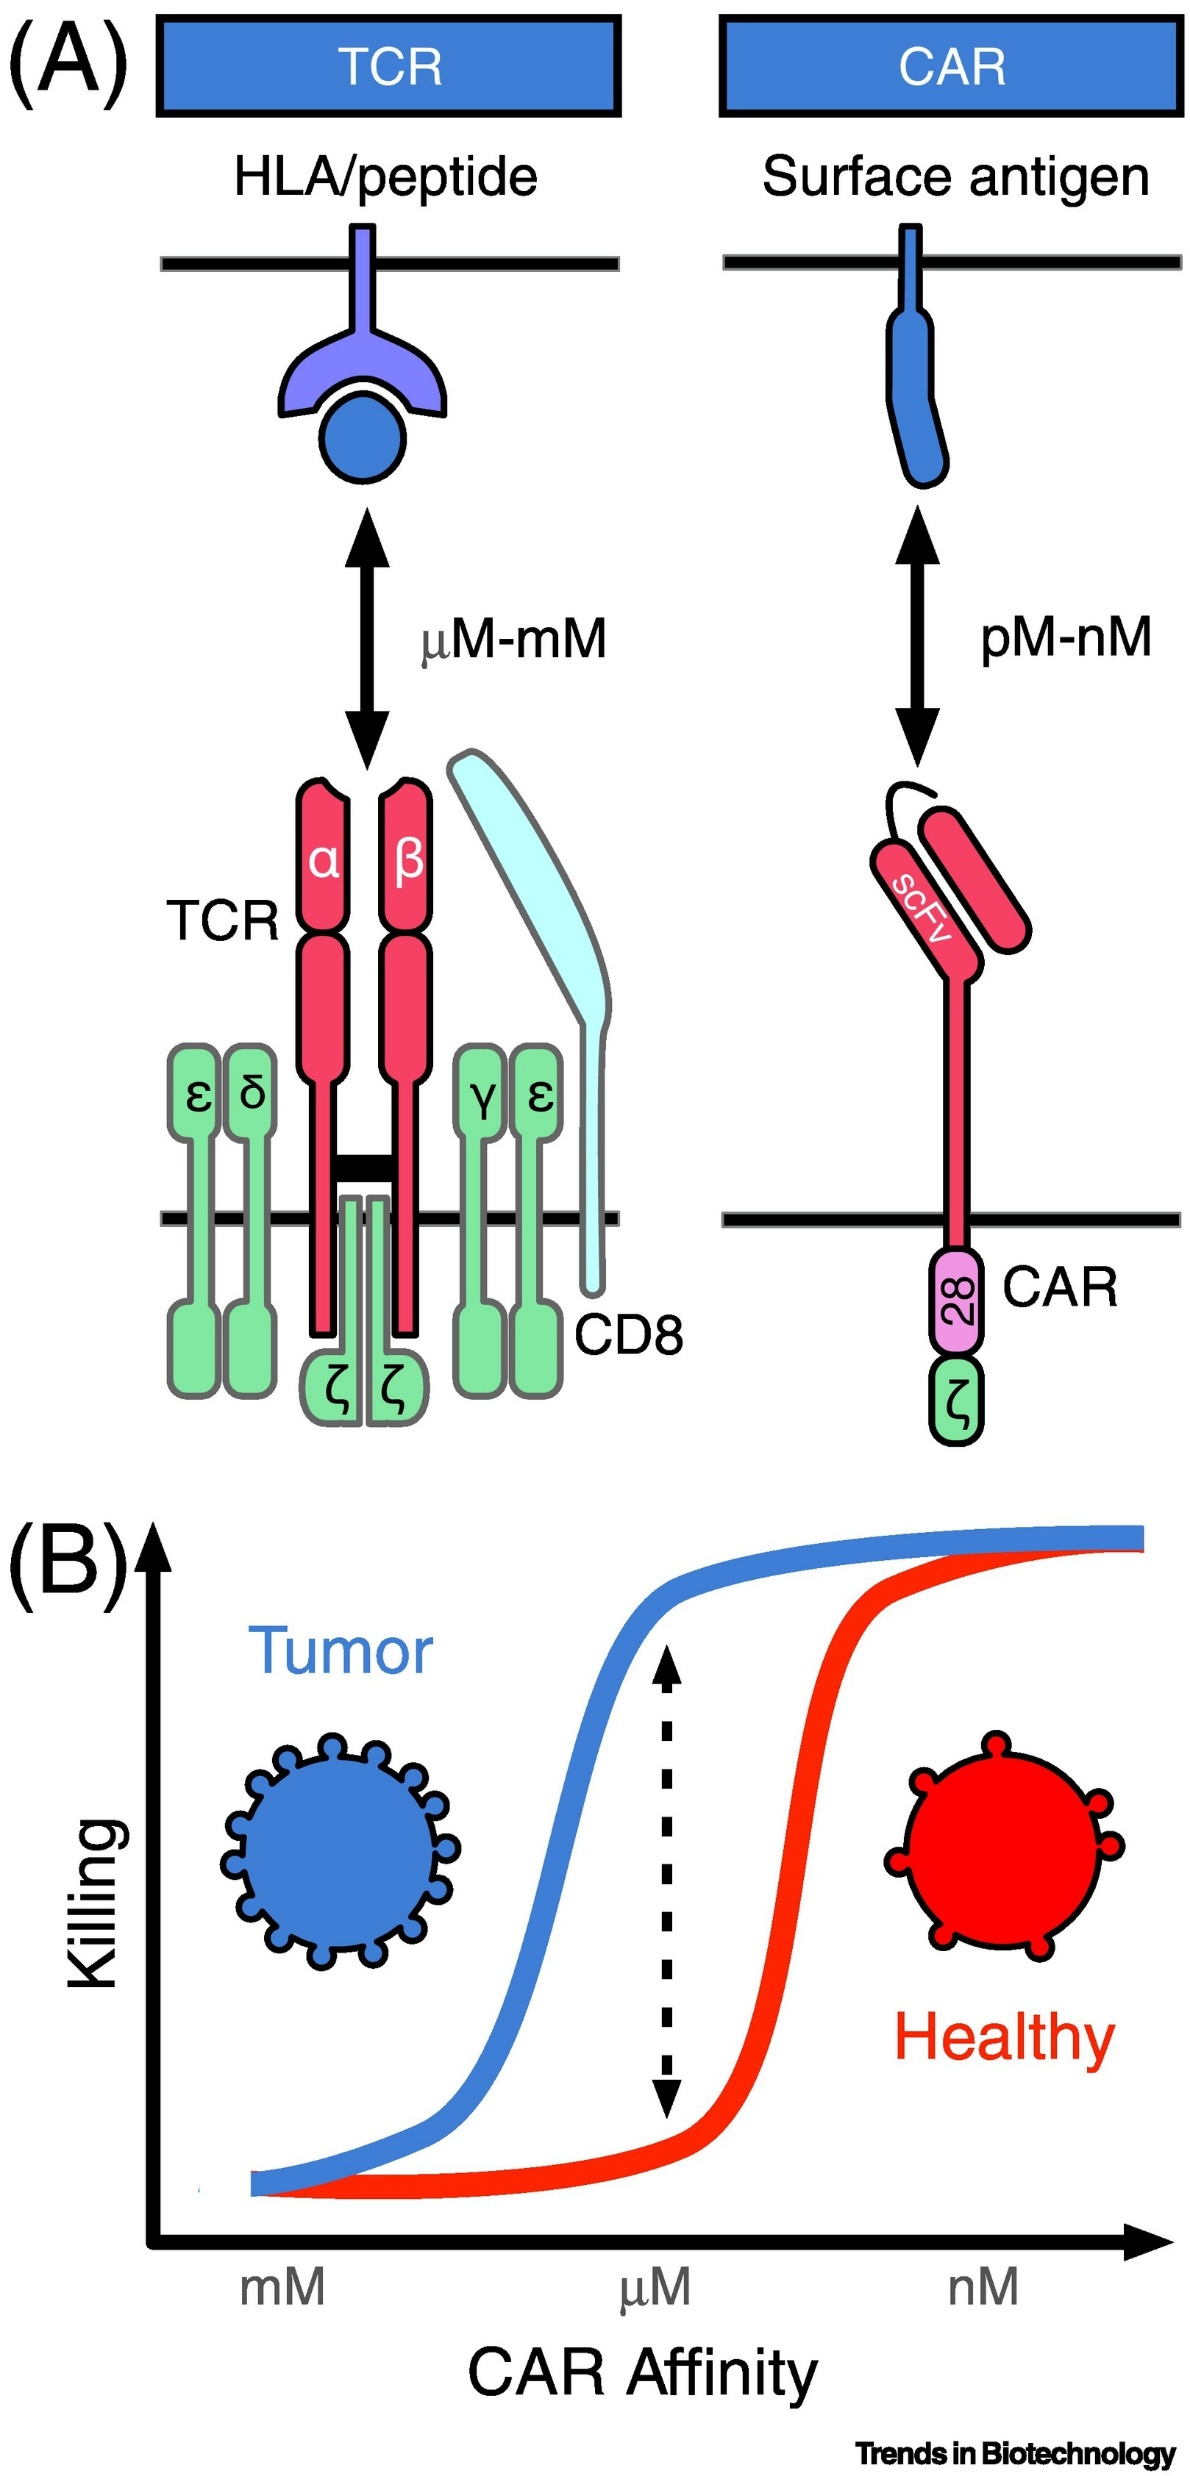 (A)
TCR
CAR
HLA/peptide
Surface antigen
μM-mM
pM-nM
α
β
scFv
TCR
ε
δ
γ
ε
28
CAR
CD8
ζ
ζ
ζ
(B)
Tumor
Killing
Healthy
mM
μM
nM
CAR Affinity
Trends in Biotechnology